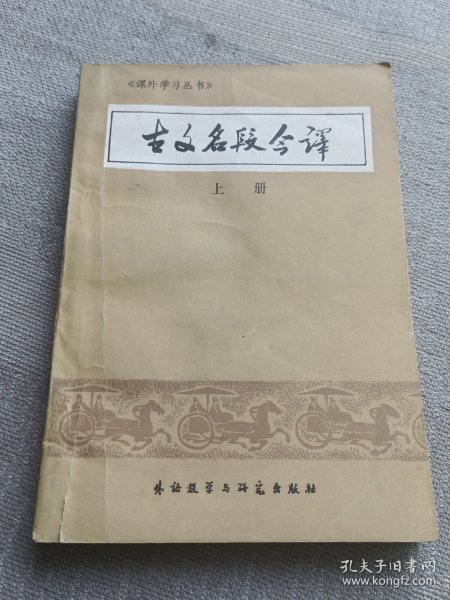 《课外学习丛书》
古文名段今譯
上册
外语教学与研究出版社
孔夫子旧书网
www.kongfz.com